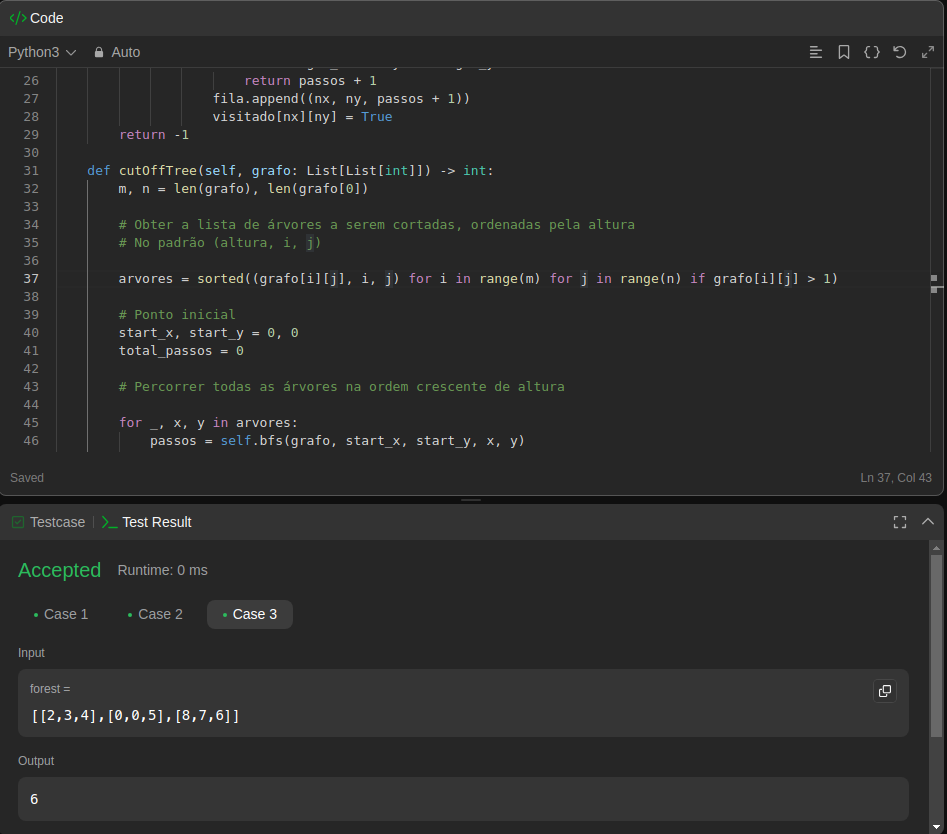 </> Code
Python3 Auto
26 return passos + 1
27 fila.append((nx, ny, passos + 1))
28 visitado[nx][ny] = True
29 return -1
30
31 def cutOffTree(self, grafo: List[List[int]]) -> int:
32 m, n = len(grafo), len(grafo[0])
33
34 # Obter a lista de árvores a serem cortadas, ordenadas pela altura
35 # No padrão (altura, i, j)
36
37 arvores = sorted((grafo[i][j], i, j) for i in range(m) for j in range(n) if grafo[i][j] > 1)
38
39 # Ponto inicial
40 start_x, start_y = 0, 0
41 total_passos = 0
42
43 # Percorrer todas as árvores na ordem crescente de altura
44
45 for _, x, y in arvores:
46 passos = self.bfs(grafo, start_x, start_y, x, y)
Saved Ln 37, Col 43
Testcase | >_ Test Result
Accepted Runtime: 0 ms
• Case 1 • Case 2 • Case 3
Input
forest =
[[2,3,4],[0,0,5],[8,7,6]]
Output
6